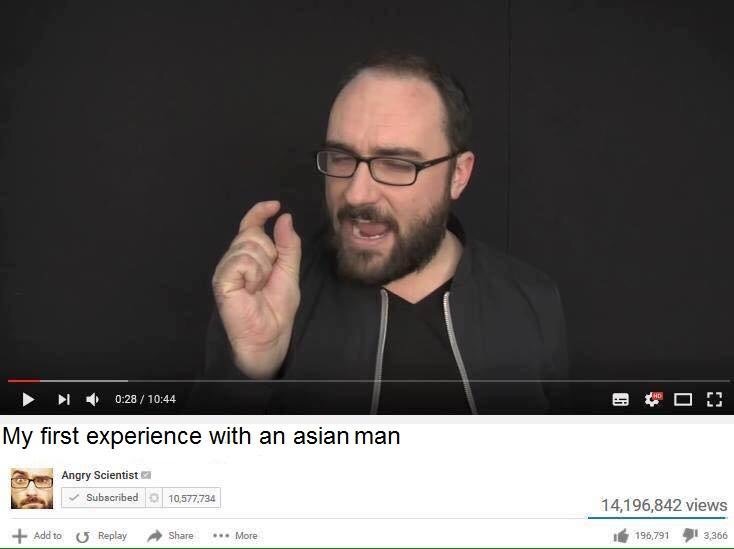 0:28 / 10:44
HD
My first experience with an asian man
Angry Scientist
Subscribed 10,577,734
14,196,842 views
Add to Replay Share More 196,791 3,366